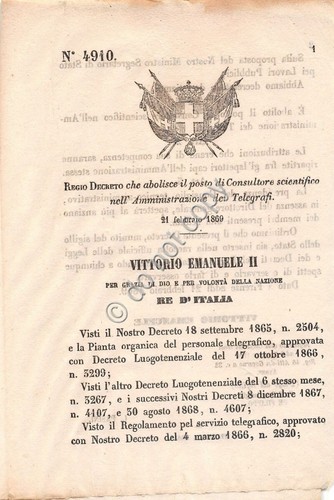 N.° 4910.
1
REGIO DECRETO che abolisce il posto di Consultore scientifico
nell'Amministrazione dei Telegrafi.
21 febbraio 1869
VITTORIO EMANUELE II
PER GRAZIA DI DIO E PER VOLONTÀ DELLA NAZIONE
RE D'ITALIA
Visti il Nostro Decreto 18 settembre 1865, n. 2504,
e la Pianta organica del personale telegrafico, approvata
con Decreto Luogotenenziale del 17 ottobre 1866,
n. 3299;
Visti l'altro Decreto Luogotenenziale del 6 stesso mese,
n. 3267, e i successivi Nostri Decreti 8 dicembre 1867,
n. 4107, e 30 agosto 1868, n. 4607;
Visto il Regolamento pel servizio telegrafico, approvato
con Nostro Decreto del 4 marzo 1866, n. 2820;